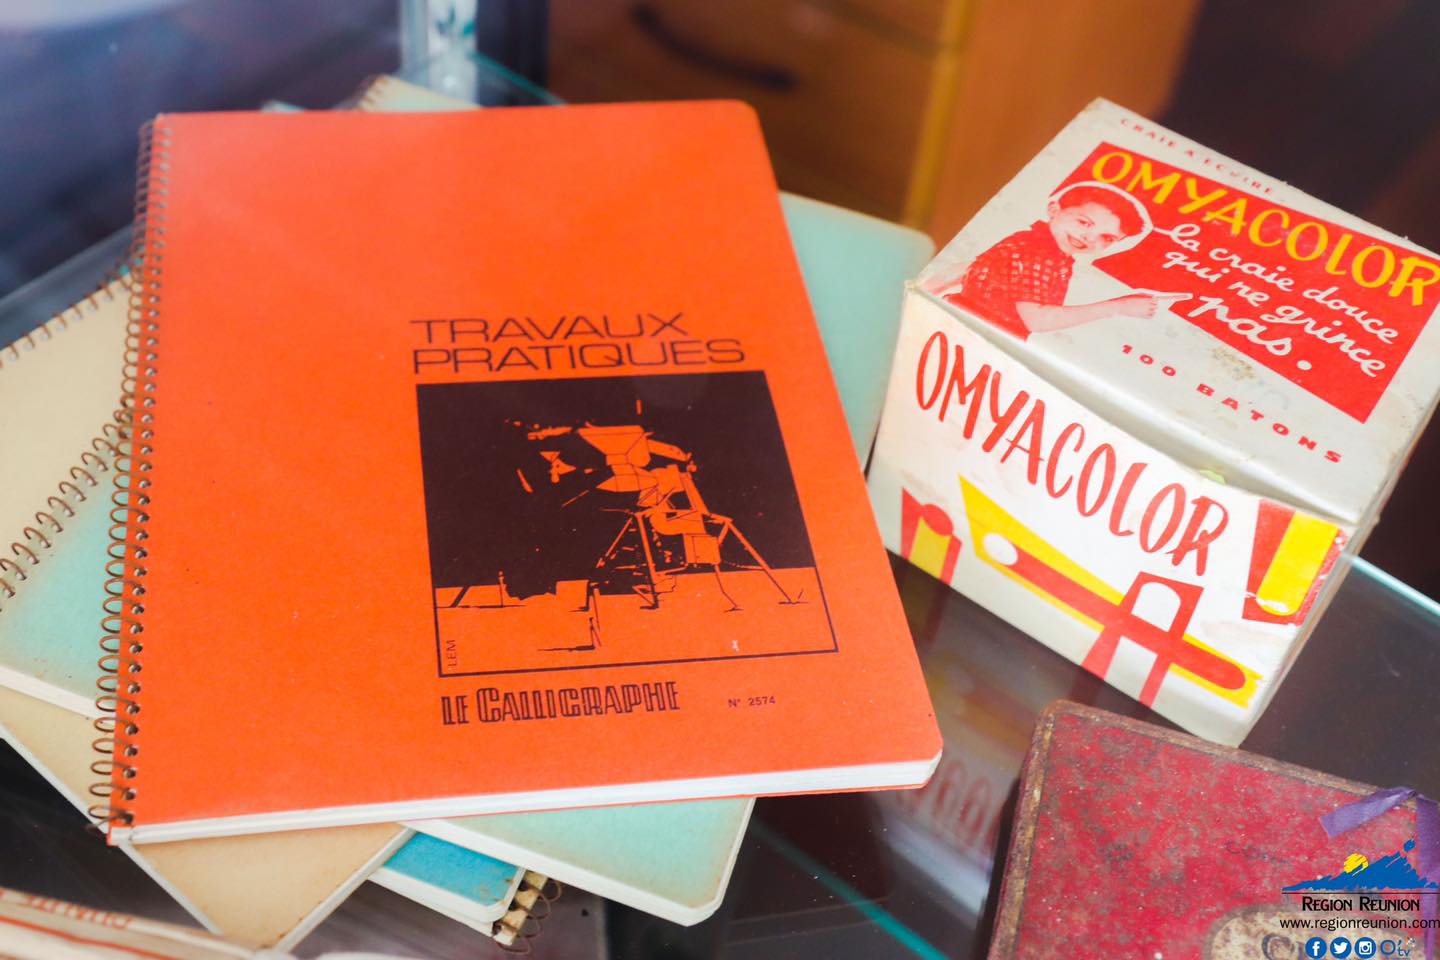 TRAVAUX
PRATIQUES
LEM
LE CALLIGRAPHE
N° 2574
CRAIE A ECRIRE
OMYACOLOR
la craie douce
qui ne grince
pas.
100 BATONS
OMYACOLOR
REGION REUNION
www.regionreunion.com